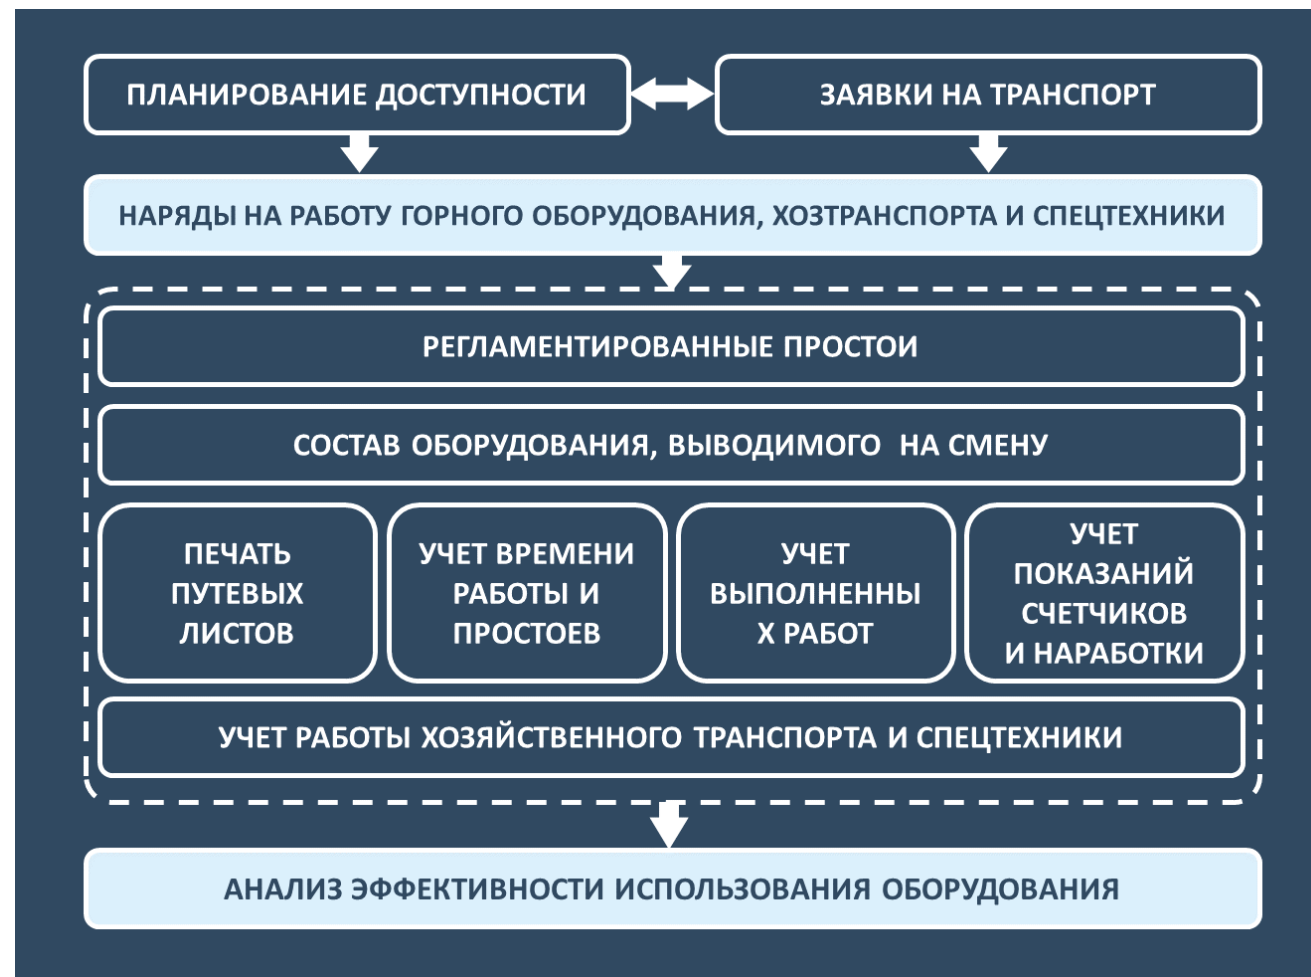 ПЛАНИРОВАНИЕ ДОСТУПНОСТИ
ЗАЯВКИ НА ТРАНСПОРТ
НАРЯДЫ НА РАБОТУ ГОРНОГО ОБОРУДОВАНИЯ, ХОЗТРАНСПОРТА И СПЕЦТЕХНИКИ
РЕГЛАМЕНТИРОВАННЫЕ ПРОСТОИ
СОСТАВ ОБОРУДОВАНИЯ, ВЫВОДИМОГО НА СМЕНУ
ПЕЧАТЬ
ПУТЕВЫХ
ЛИСТОВ
УЧЕТ ВРЕМЕНИ
РАБОТЫ И
ПРОСТОЕВ
УЧЕТ
ВЫПОЛНЕННЫ
Х РАБОТ
УЧЕТ
ПОКАЗАНИЙ
СЧЕТЧИКОВ
И НАРАБОТКИ
УЧЕТ РАБОТЫ ХОЗЯЙСТВЕННОГО ТРАНСПОРТА И СПЕЦТЕХНИКИ
АНАЛИЗ ЭФФЕКТИВНОСТИ ИСПОЛЬЗОВАНИЯ ОБОРУДОВАНИЯ